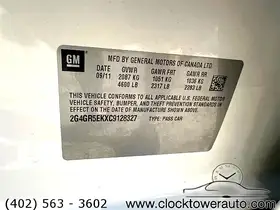 GM
MFD BY GENERAL MOTORS OF CANADA LTD
DATE GVWR GAWR FRT GAWR RR
09/11 2087 KG 1051 KG 1036 KG
4600 LB 2317 LB 2283 LB
THIS VEHICLE CONFORMS TO ALL APPLICABLE
U.S. FEDERAL MOTOR VEHICLE SAFETY, BUMPER, AND
THEFT PREVENTION STANDARDS IN EFFECT ON THE
DATE OF MANUFACTURE SHOWN ABOVE.
2G4GR5EKXC9128327 TYPE: PASS CAR
(402) 563 - 3602 www.clocktowerauto.com